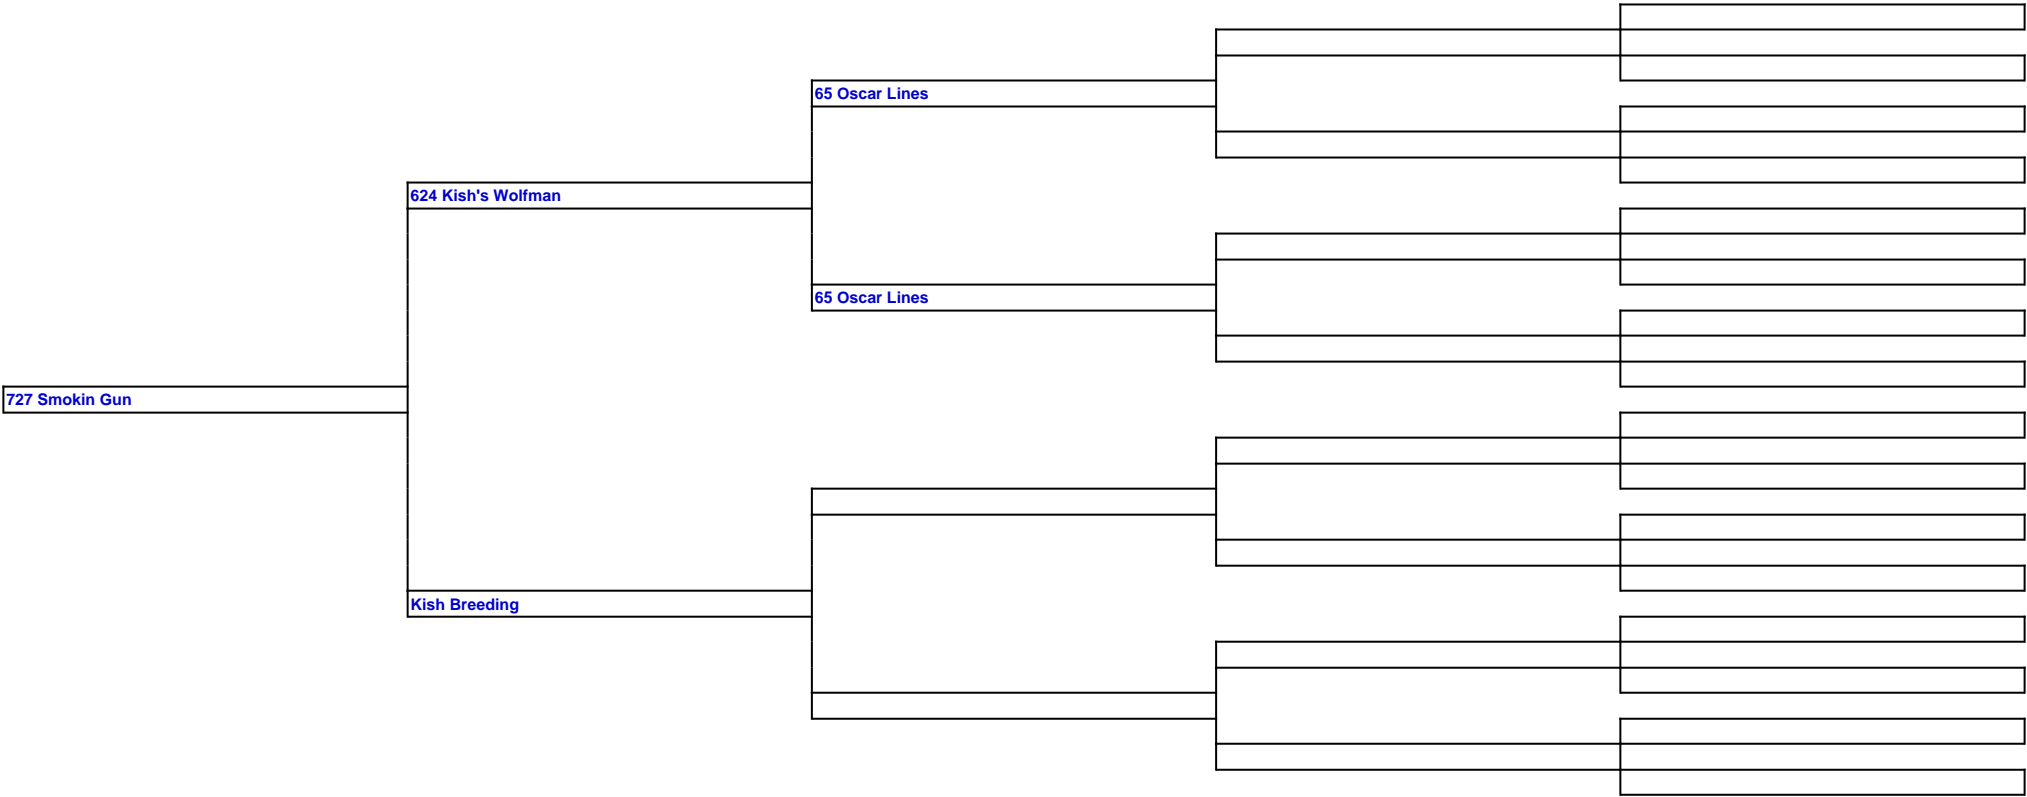 65 Oscar Lines
624 Kish's Wolfman
65 Oscar Lines
727 Smokin Gun
Kish Breeding